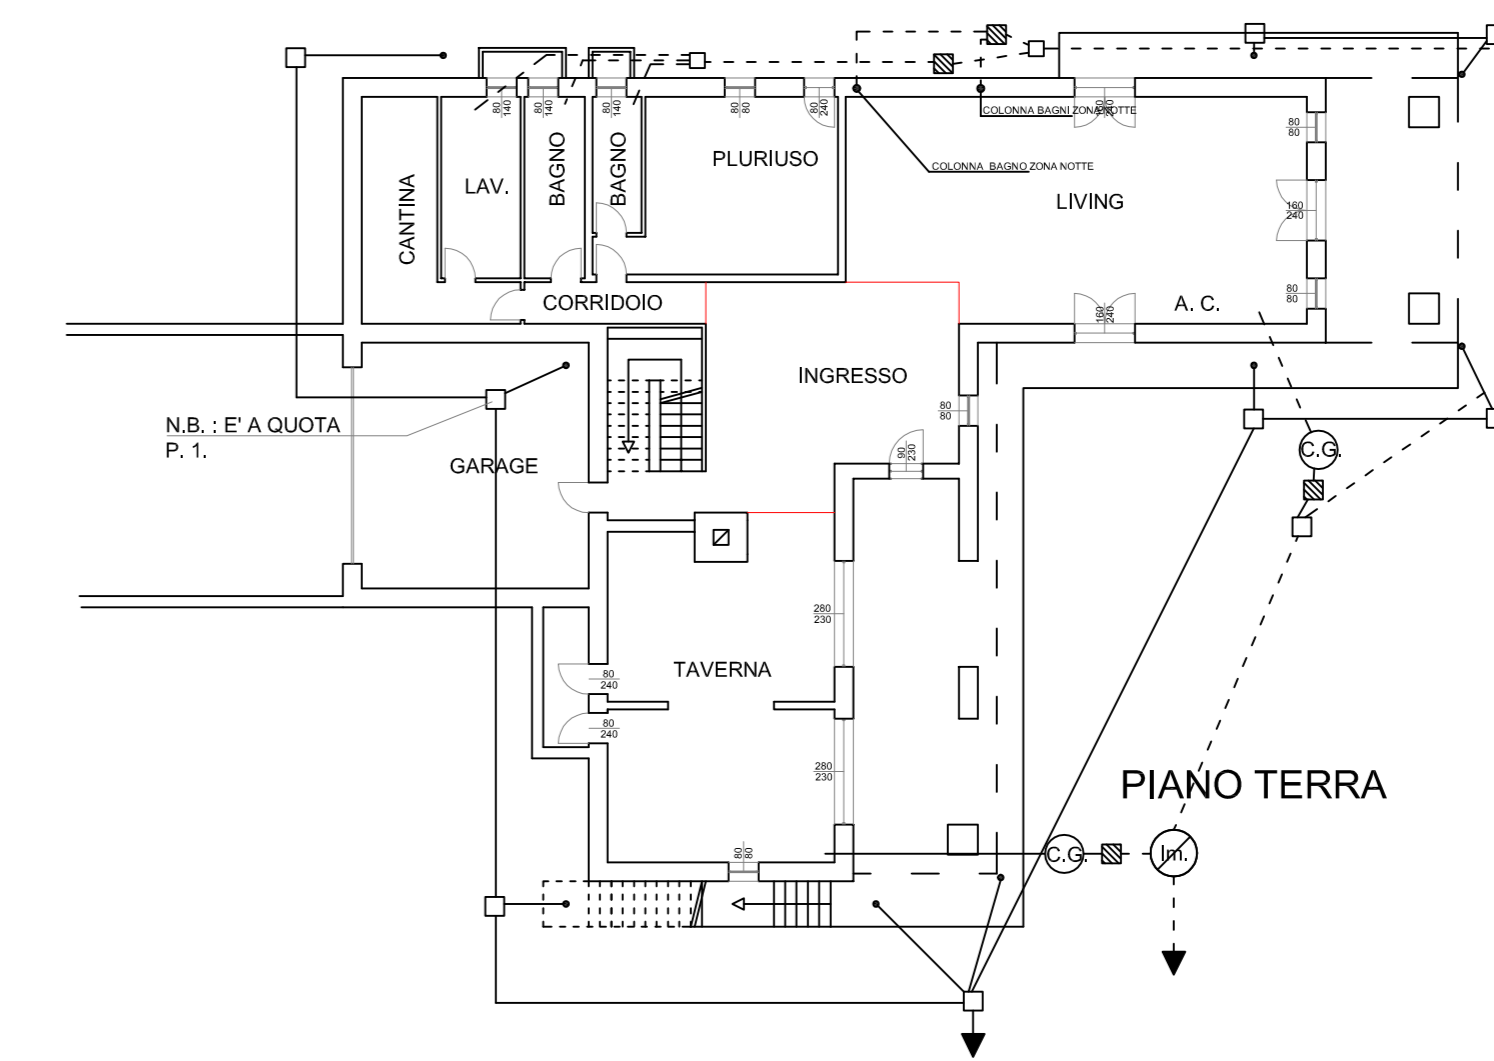 80
140
80
140
80
140
80
80
80
240
COLONNA BAGNI ZONA NOTTE
160
240
80
80
COLONNA BAGNO ZONA NOTTE
PLURIUSO
LAV.
BAGNO
BAGNO
CANTINA
LIVING
160
240
CORRIDOIO
80
80
160
240
A. C.
INGRESSO
80
80
N.B. : E' A QUOTA
P. 1.
GARAGE
90
230
C.G.
280
230
TAVERNA
80
240
80
240
280
230
PIANO TERRA
80
80
C.G.
Im.